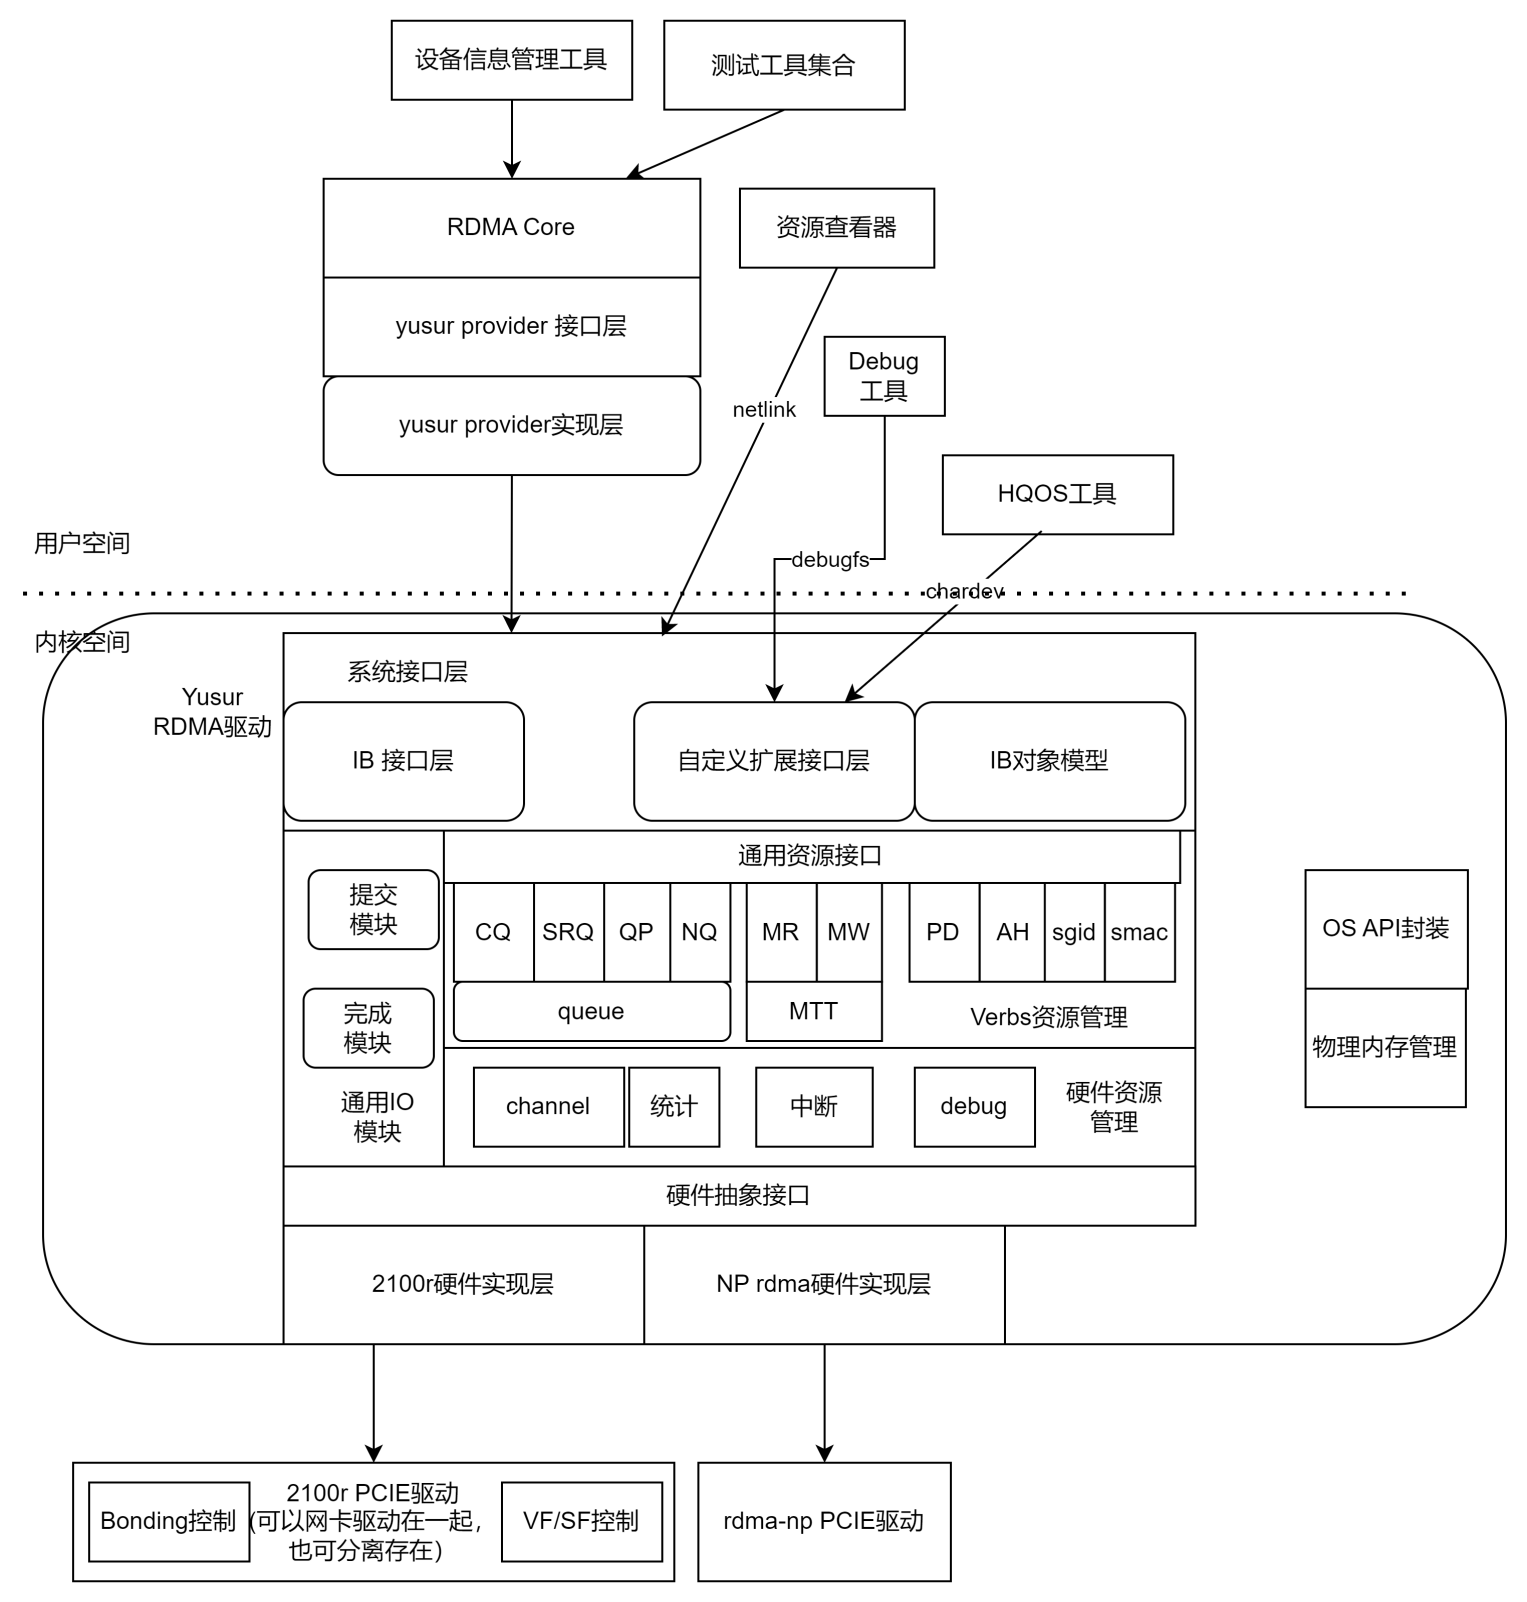 设备信息管理工具
测试工具集合
RDMA Core
资源查看器
yusur provider 接口层
Debug
工具
netlink
yusur provider实现层
HQOS工具
用户空间
debugfs
chardev
内核空间
系统接口层
Yusur
RDMA驱动
IB 接口层
自定义扩展接口层
IB对象模型
通用资源接口
提交
模块
CQ
SRQ
QP
NQ
MR
MW
PD
AH
sgid
smac
OS API封装
完成
模块
queue
MTT
Verbs资源管理
物理内存管理
通用IO
模块
channel
统计
中断
debug
硬件资源
管理
硬件抽象接口
2100r硬件实现层
NP rdma硬件实现层
Bonding控制
2100r PCIE驱动
(可以网卡驱动在一起，
也可分离存在)
VF/SF控制
rdma-np PCIE驱动